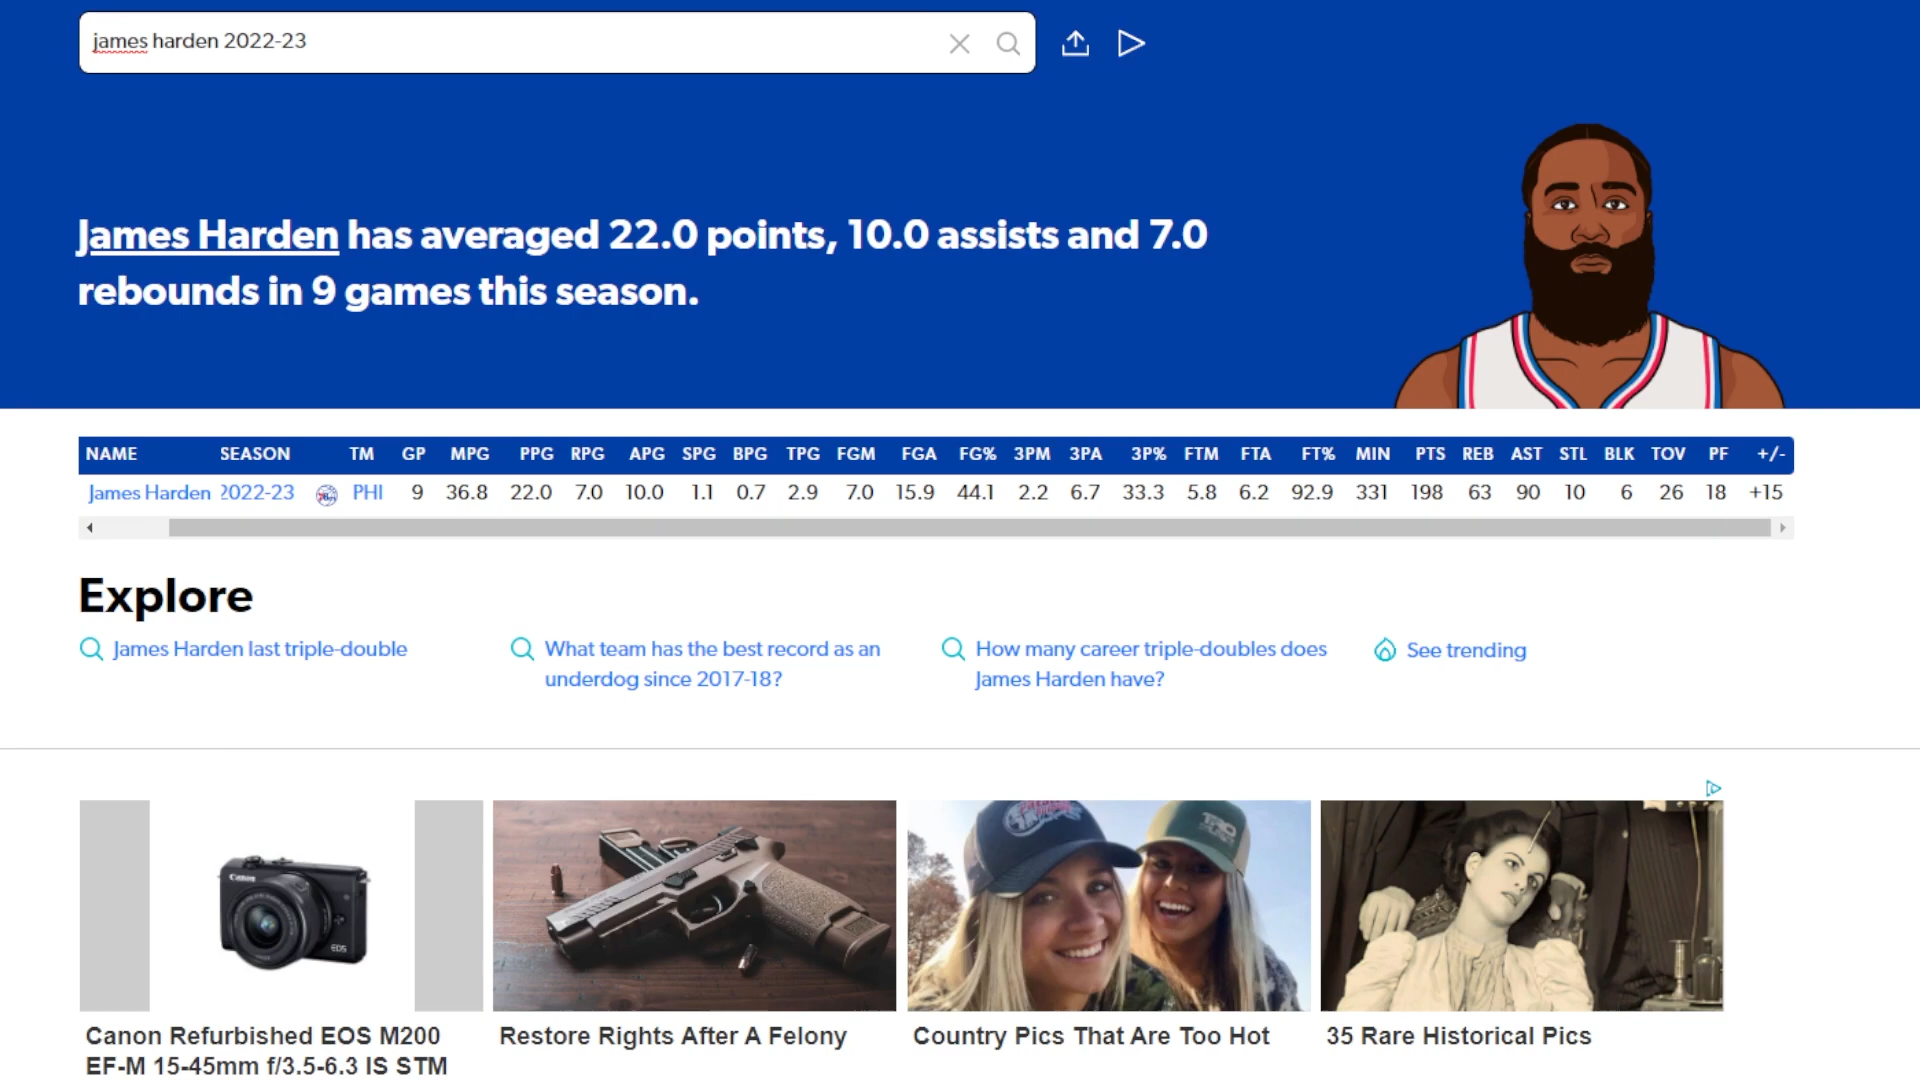 james harden 2022-23
James Harden has averaged 22.0 points, 10.0 assists and 7.0
rebounds in 9 games this season.
NAME SEASON TM GP MPG PPG RPG APG SPG BPG TPG FGM FGA FG% 3PM 3PA 3P% FTM FTA FT% MIN PTS REB AST STL BLK TOV PF +/-
James Harden 2022-23 PHI 9 36.8 22.0 7.0 10.0 1.1 0.7 2.9 7.0 15.9 44.1 2.2 6.7 33.3 5.8 6.2 92.9 331 198 63 90 10 6 26 18 +15
Explore
James Harden last triple-double
What team has the best record as an
underdog since 2017-18?
How many career triple-doubles does
James Harden have?
See trending
Canon
EOS
Canon Refurbished EOS M200
EF-M 15-45mm f/3.5-6.3 IS STM
Restore Rights After A Felony
Country Pics That Are Too Hot
35 Rare Historical Pics